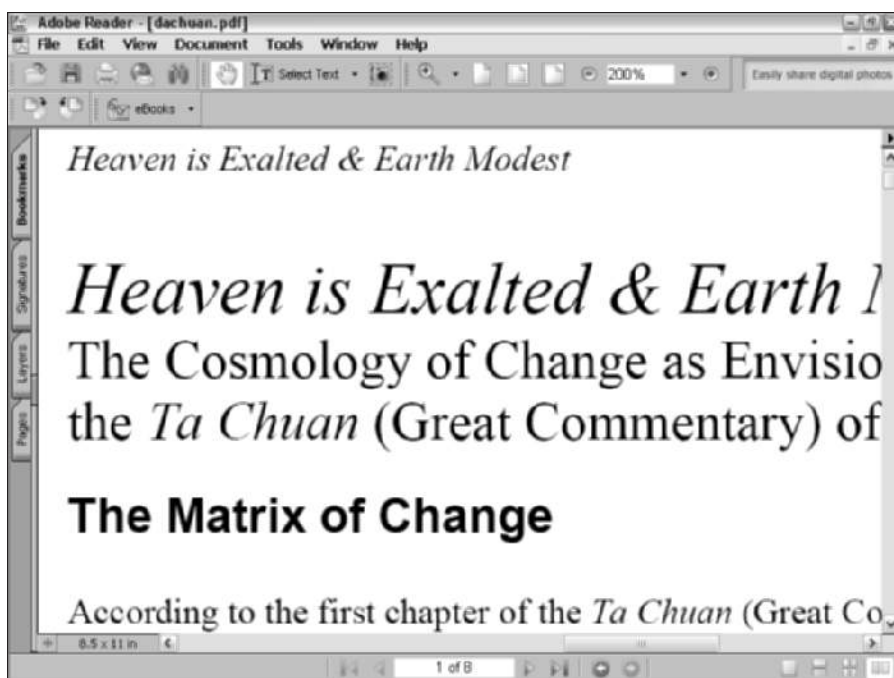 Adobe Reader - [dachuan.pdf]
File Edit View Document Tools Window Help
Select Text 200% Easily share digital photos
eBooks
Bookmarks
Signatures
Layers
Pages
Heaven is Exalted & Earth Modest
Heaven is Exalted & Earth
The Cosmology of Change as Envisio
the Ta Chuan (Great Commentary) of
The Matrix of Change
According to the first chapter of the Ta Chuan (Great Co
8.5 x 11 in
1 of 8